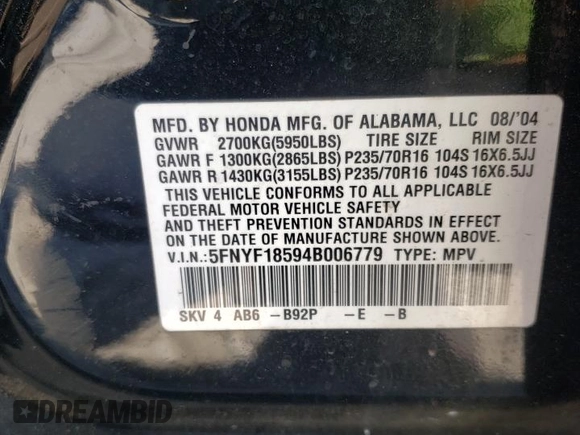 MFD. BY HONDA MFG. OF ALABAMA, LLC 08/'04
GVWR 2700KG(5950LBS) TIRE SIZE RIM SIZE
GAWR F 1300KG(2865LBS) P235/70R16 104S 16X6.5JJ
GAWR R 1430KG(3155LBS) P235/70R16 104S 16X6.5JJ
THIS VEHICLE CONFORMS TO ALL APPLICABLE
FEDERAL MOTOR VEHICLE SAFETY
AND THEFT PREVENTION STANDARDS IN EFFECT
ON THE DATE OF MANUFACTURE SHOWN ABOVE.
V.I.N.:5FNYF18594B006779 TYPE: MPV
SKV 4 AB6 -B92P -E -B
DREAMBID